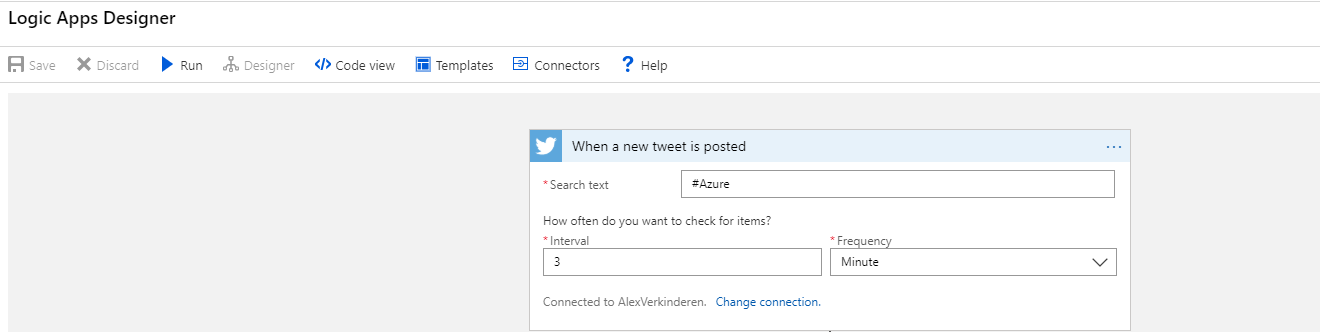 Logic Apps Designer
Save Discard Run Designer </> Code view Templates Connectors ? Help
When a new tweet is posted ...
* Search text #Azure
How often do you want to check for items?
* Interval * Frequency
3 Minute
Connected to AlexVerkinderen. Change connection.